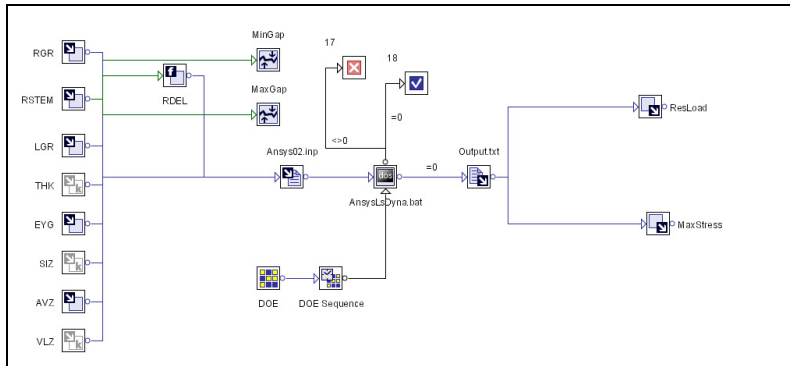 MinGap
17
18
RGR
RDEL
MaxGap
RSTEM
=0
ResLoad
<>0
LGR
Ansys02.inp
Output.txt
=0
dos
THK
k
AnsysLsDyna.bat
EYG
MaxStress
SIZ
k
DOE
DOE Sequence
AVZ
VLZ
k
f